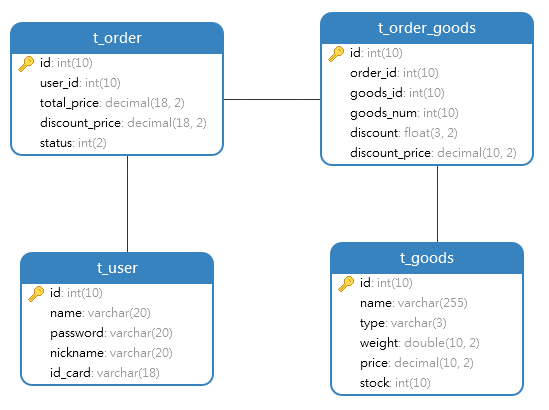 t_order
id: int(10)
user_id: int(10)
total_price: decimal(18, 2)
discount_price: decimal(18, 2)
status: int(2)
t_order_goods
id: int(10)
order_id: int(10)
goods_id: int(10)
goods_num: int(10)
discount: float(3, 2)
discount_price: decimal(10, 2)
t_user
id: int(10)
name: varchar(20)
password: varchar(20)
nickname: varchar(20)
id_card: varchar(18)
t_goods
id: int(10)
name: varchar(255)
type: varchar(3)
weight: double(10, 2)
price: decimal(10, 2)
stock: int(10)